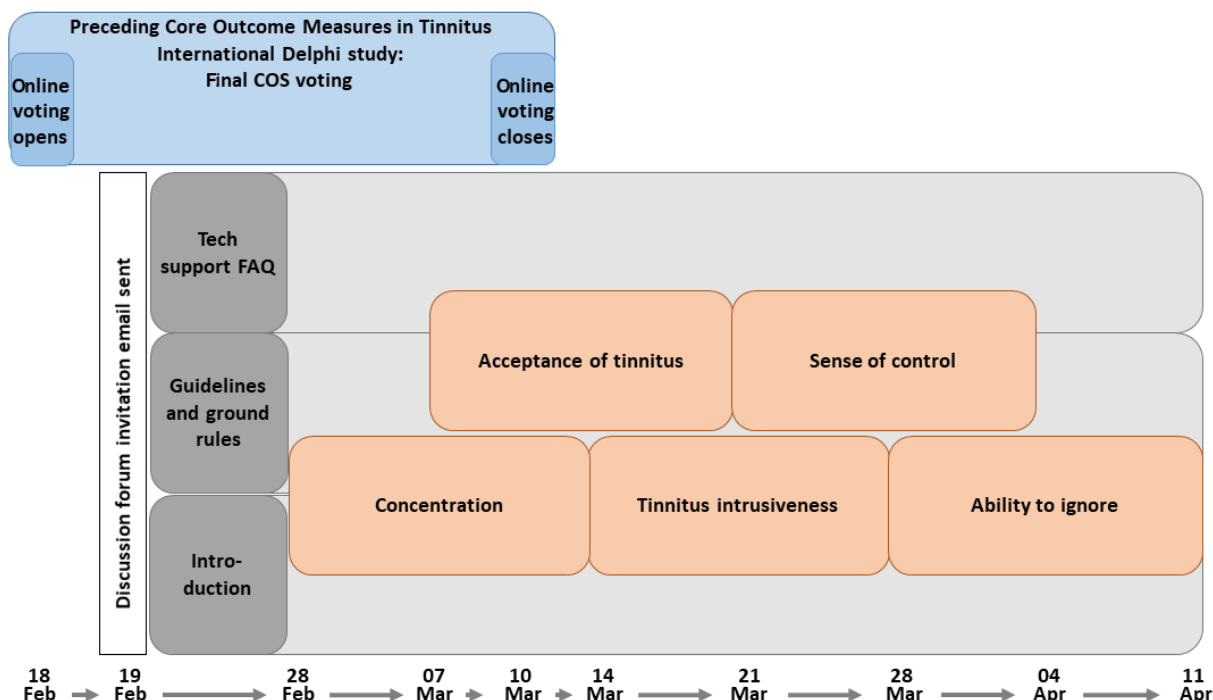 Preceding Core Outcome Measures in Tinnitus
International Delphi study:
Final COS voting
Online
voting
opens
Online
voting
closes
Discussion forum invitation email sent
Tech
support FAQ
Guidelines
and ground
rules
Intro-
duction
Acceptance of tinnitus
Sense of control
Concentration
Tinnitus intrusiveness
Ability to ignore
18 19 28 07 10 14 21 28 04 11
Feb Feb Feb Mar Mar Mar Mar Mar Apr Apr